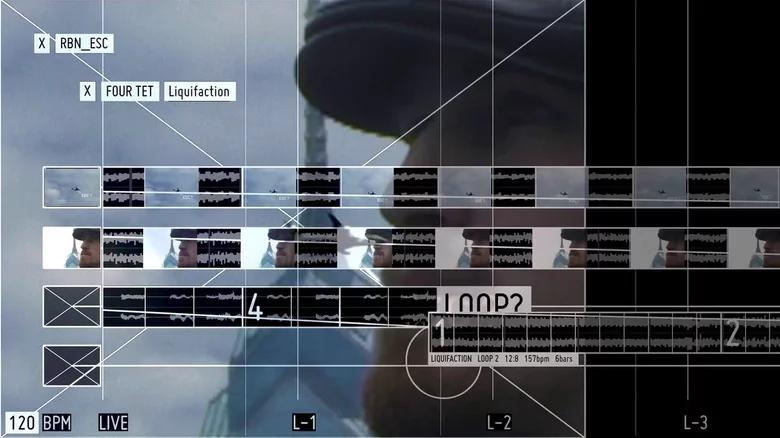 X RBN_ESC
X FOUR TET Liquifaction
4
LOOP?
1 2
LIQUIFACTION LOOP 2 12:8 157bpm 6bars
120 BPM LIVE L-1 L-2 L-3